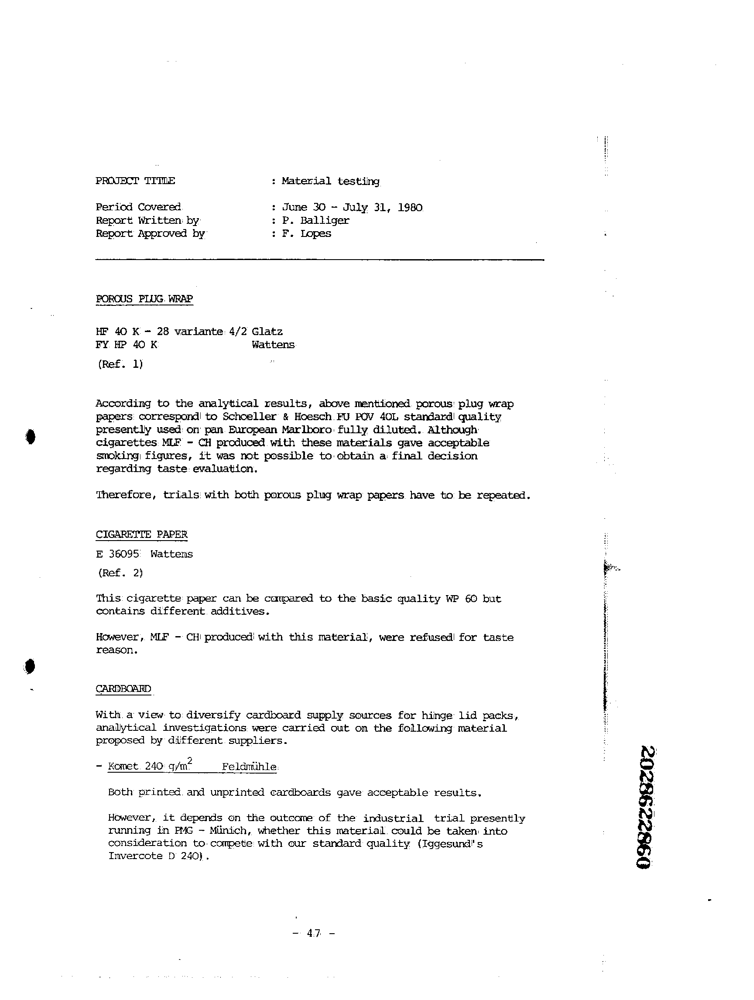 PROJECT TITLE : Material testing
Period Covered : June 30 - July 31, 1980
Report Written by : P. Balliger
Report Approved by : F. Lopes
POROUS PLUG WRAP
HF 40 K - 28 variante 4/2 Glatz
FY HP 40 K Wattens
(Ref. 1)
According to the analytical results, above mentioned porous plug wrap
papers correspond to Schoeller & Hoesch FU POV 40L standard quality
presently used on pan European Marlboro fully diluted. Although
cigarettes MLF - CH produced with these materials gave acceptable
smoking figures, it was not possible to obtain a final decision
regarding taste evaluation.
Therefore, trials with both porous plug wrap papers have to be repeated.
CIGARETTE PAPER
E 36095 Wattens
(Ref. 2)
This cigarette paper can be compared to the basic quality WP 60 but
contains different additives.
However, MLF - CH produced with this material, were refused for taste
reason.
CARDBOARD
With a view to diversify cardboard supply sources for hinge lid packs,
analytical investigations were carried out on the following material
proposed by different suppliers.
- Komet 240 g/m² Feldmühle
Both printed and unprinted cardboards gave acceptable results.
However, it depends on the outcome of the industrial trial presently
running in PMG - Münich, whether this material could be taken into
consideration to compete with our standard quality (Iggesund's
Invercote D 240).
- 47 -
2028622860